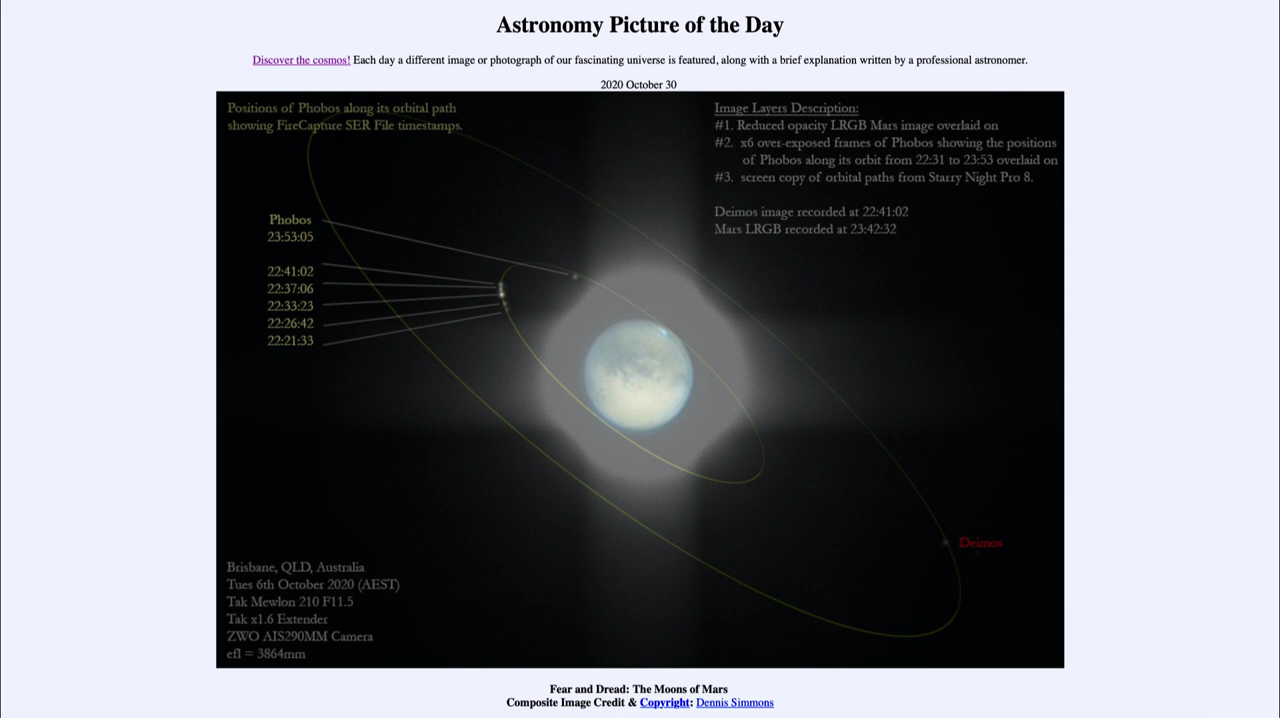 Astronomy Picture of the Day
Discover the cosmos! Each day a different image or photograph of our fascinating universe is featured, along with a brief explanation written by a professional astronomer.
2020 October 30
Positions of Phobos along its orbital path
showing FireCapture SER File timestamps.
Image Layers Description:
#1. Reduced opacity LRGB Mars image overlaid on
#2. x6 over-exposed frames of Phobos showing the positions
of Phobos along its orbit from 22:31 to 23:53 overlaid on
#3. screen copy of orbital paths from Starry Night Pro 8.
Deimos image recorded at 22:41:02
Mars LRGB recorded at 23:42:32
Phobos
23:53:05
22:41:02
22:37:06
22:33:23
22:26:42
22:21:33
Deimos
Brisbane, QLD, Australia
Tues 6th October 2020 (AEST)
Tak Mewlon 210 F11.5
Tak x1.6 Extender
ZWO AIS290MM Camera
efl = 3864mm
Fear and Dread: The Moons of Mars
Composite Image Credit & Copyright: Dennis Simmons